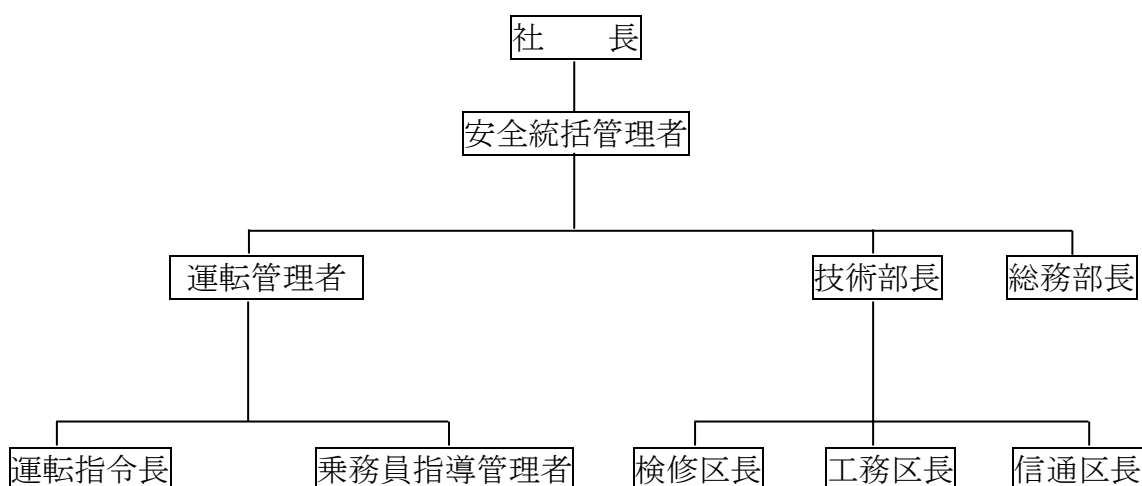 社　　長
安全統括管理者
運転管理者
技術部長
総務部長
運転指令長
乗務員指導管理者
検修区長
工務区長
信通区長